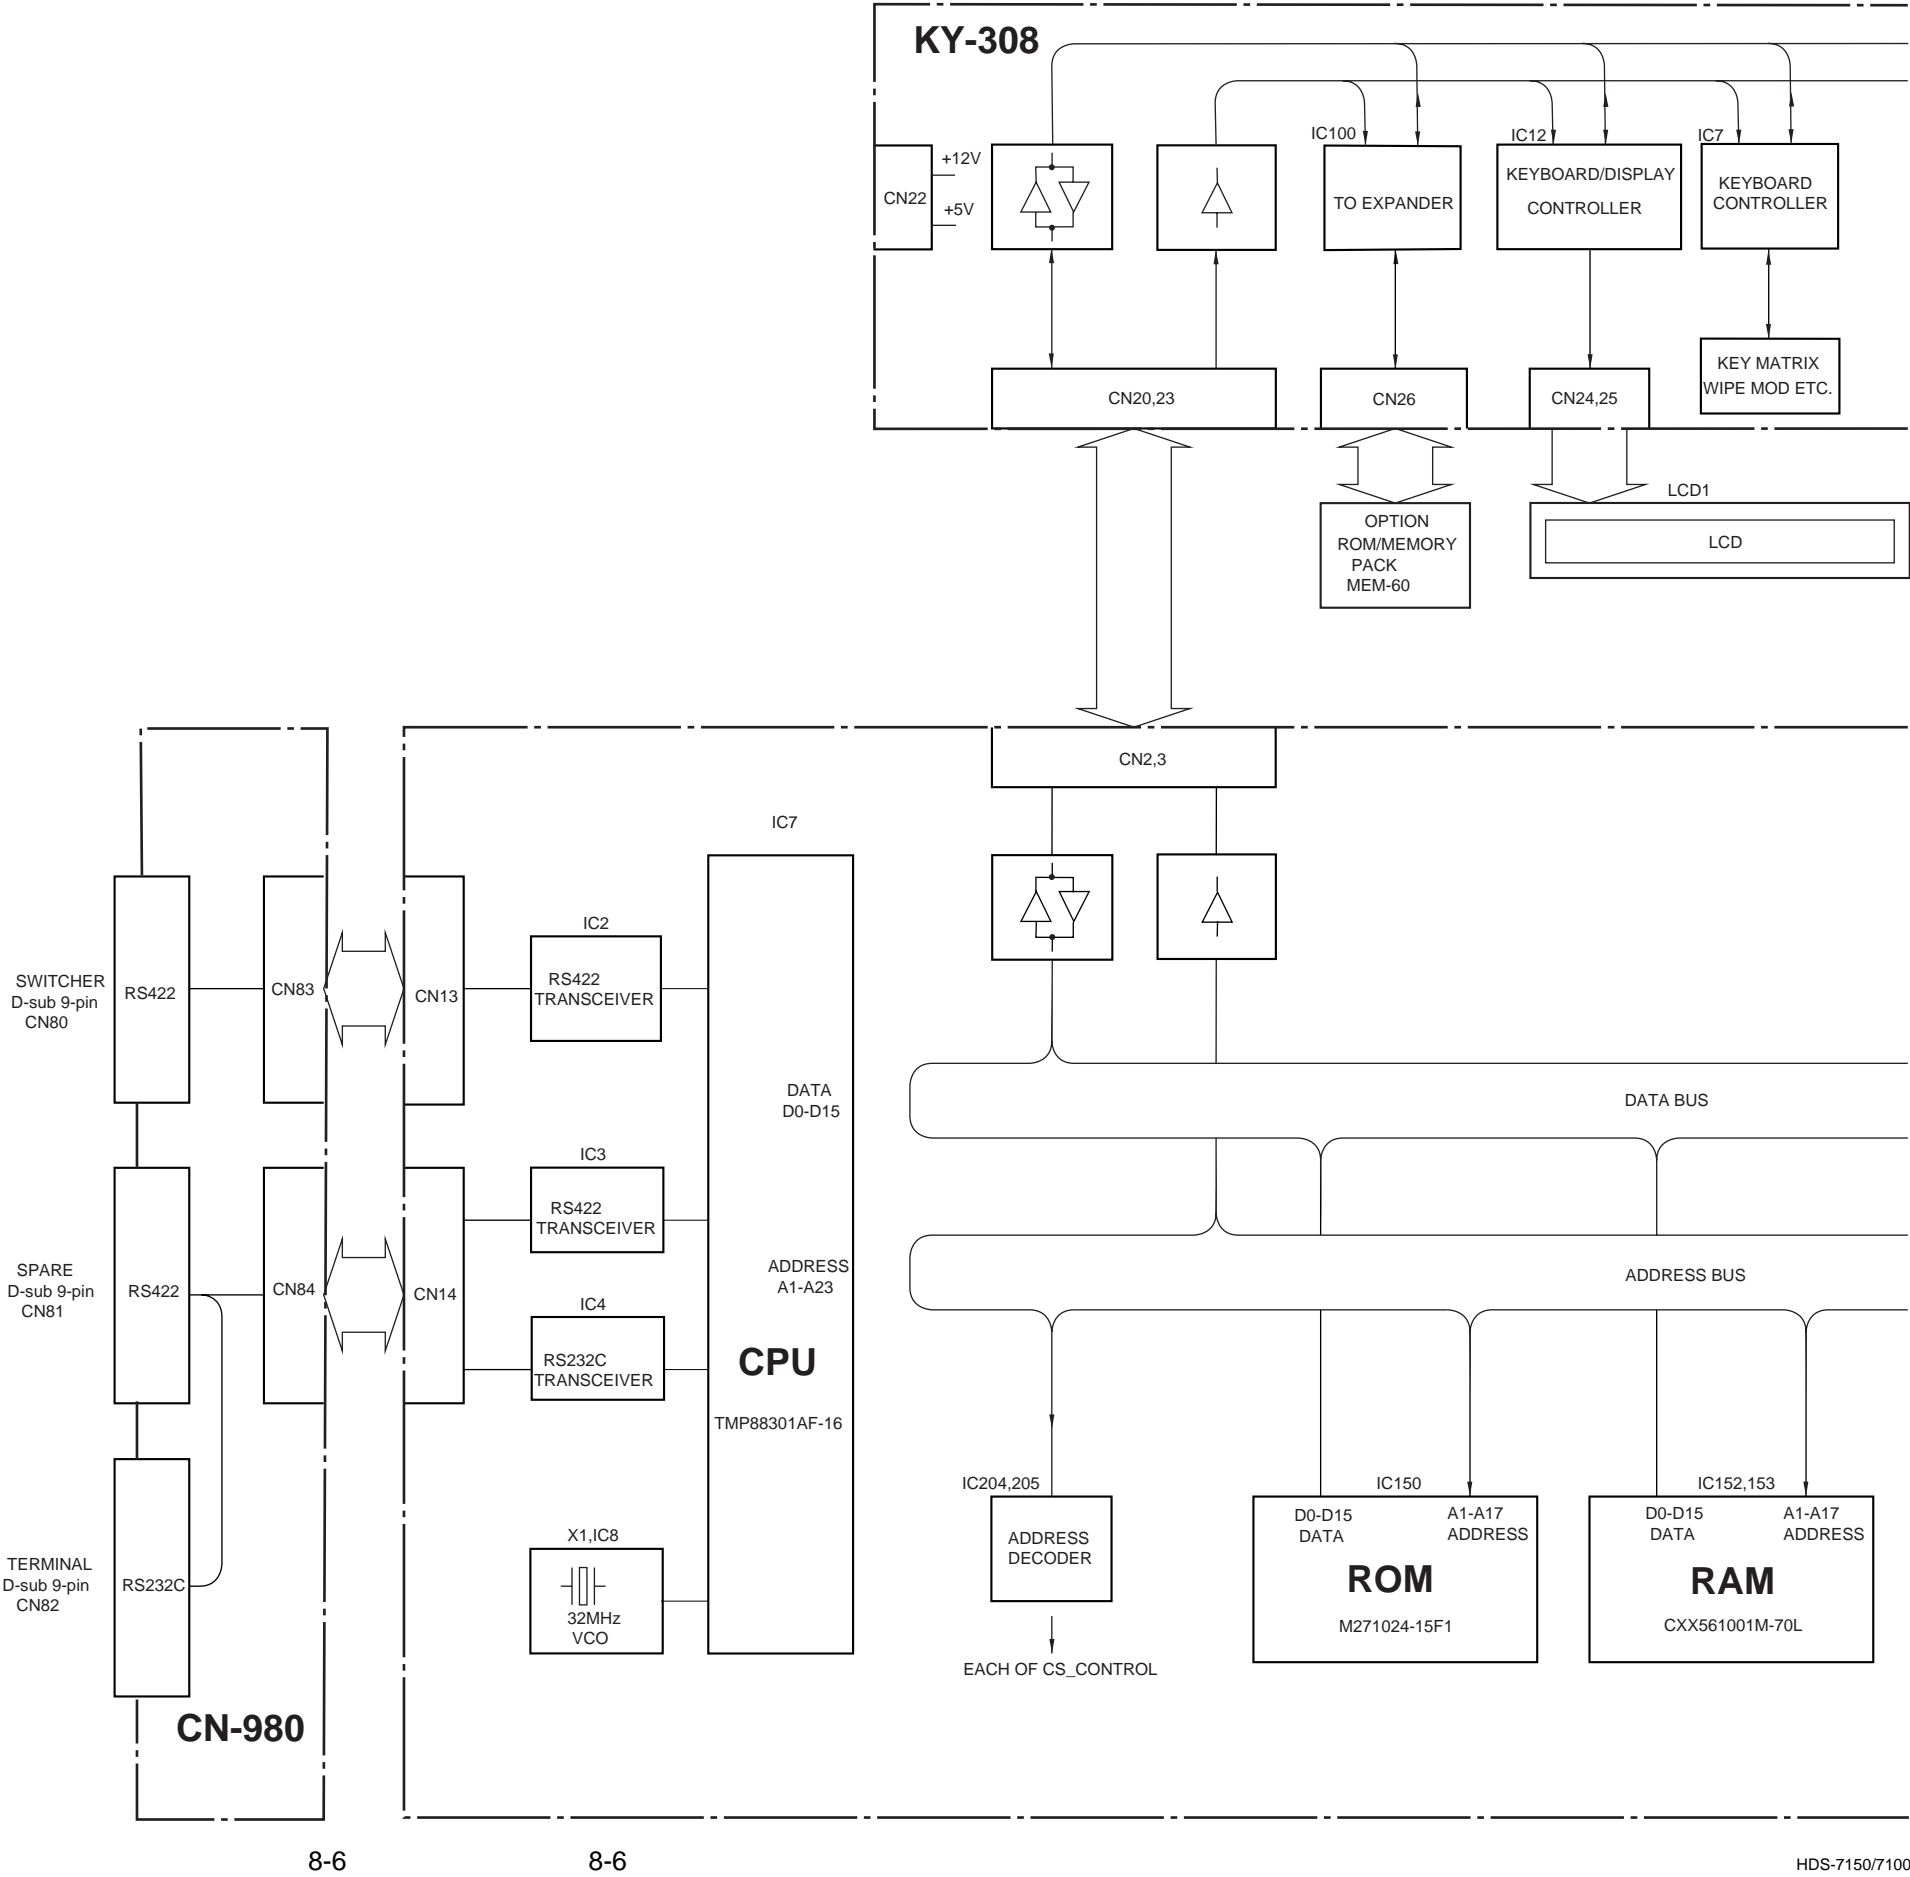 KY-308
IC100
IC12
IC7
CN22
+12V
+5V
TO EXPANDER
KEYBOARD/DISPLAY
CONTROLLER
KEYBOARD
CONTROLLER
CN20,23
CN26
CN24,25
KEY MATRIX
WIPE MOD ETC.
LCD1
OPTION
ROM/MEMORY
PACK
MEM-60
LCD
CN2,3
IC7
SWITCHER
D-sub 9-pin
CN80
RS422
CN83
CN13
IC2
RS422
TRANSCEIVER
DATA
D0-D15
DATA BUS
IC3
RS422
TRANSCEIVER
SPARE
D-sub 9-pin
CN81
RS422
CN84
CN14
ADDRESS
A1-A23
ADDRESS BUS
IC4
RS232C
TRANSCEIVER
CPU
TMP88301AF-16
IC204,205
IC150
IC152,153
TERMINAL
D-sub 9-pin
CN82
RS232C
X1,IC8
32MHz
VCO
ADDRESS
DECODER
D0-D15
DATA
A1-A17
ADDRESS
ROM
M271024-15F1
D0-D15
DATA
A1-A17
ADDRESS
RAM
CXX561001M-70L
EACH OF CS_CONTROL
CN-980
8-6
8-6
HDS-7150/7100